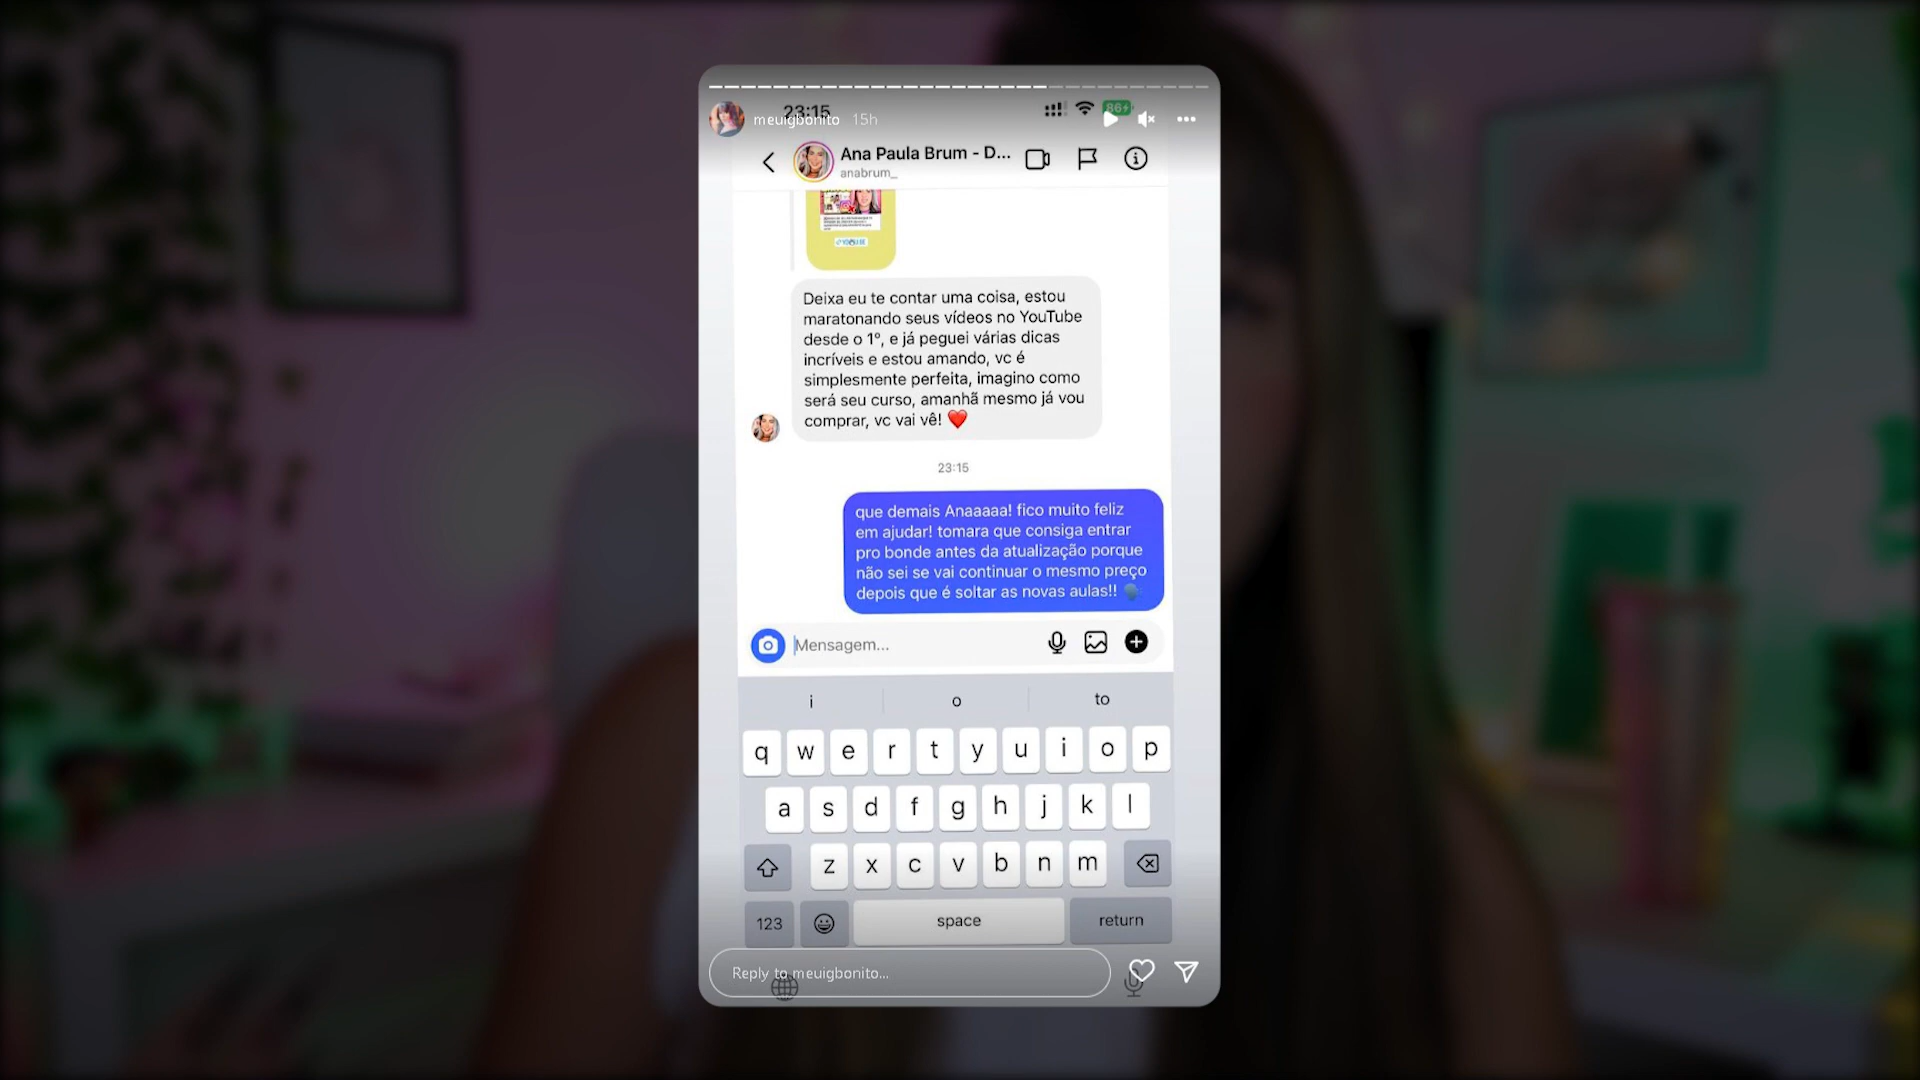 23:15
86
meuigbonito 15h
Ana Paula Brum - D...
anabrum_
Deixa eu te contar uma coisa, estou
maratonando seus vídeos no YouTube
desde o 1º, e já peguei várias dicas
incríveis e estou amando, vc é
simplesmente perfeita, imagino como
será seu curso, amanhã mesmo já vou
comprar, vc vai vê! ❤️
23:15
que demais Anaaaaa! fico muito feliz
em ajudar! tomara que consiga entrar
pro bonde antes da atualização porque
não sei se vai continuar o mesmo preço
depois que é soltar as novas aulas!! 🗣️
Mensagem...
i o to
q w e r t y u i o p
a s d f g h j k l
z x c v b n m
123 space return
Reply to meuigbonito...